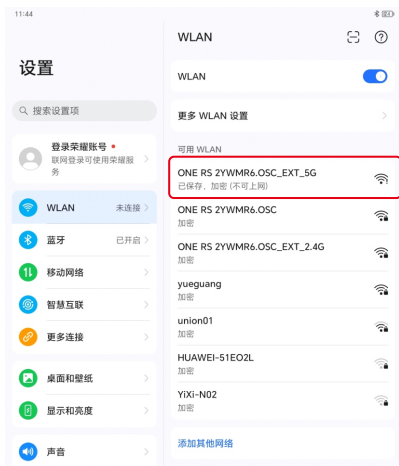 11:44
设置
搜索设置项
登录荣耀账号
联网登录可使用荣耀服
务
WLAN 未连接
蓝牙 已开启
移动网络
智慧互联
更多连接
桌面和壁纸
显示和亮度
声音
WLAN
WLAN
更多 WLAN 设置
可用 WLAN
ONE RS 2YWMR6.OSC_EXT_5G
已保存，加密 (不可上网)
ONE RS 2YWMR6.OSC
加密
ONE RS 2YWMR6.OSC_EXT_2.4G
加密
yueguang
加密
union01
加密
HUAWEI-51EO2L
加密
YiXi-N02
加密
添加其他网络